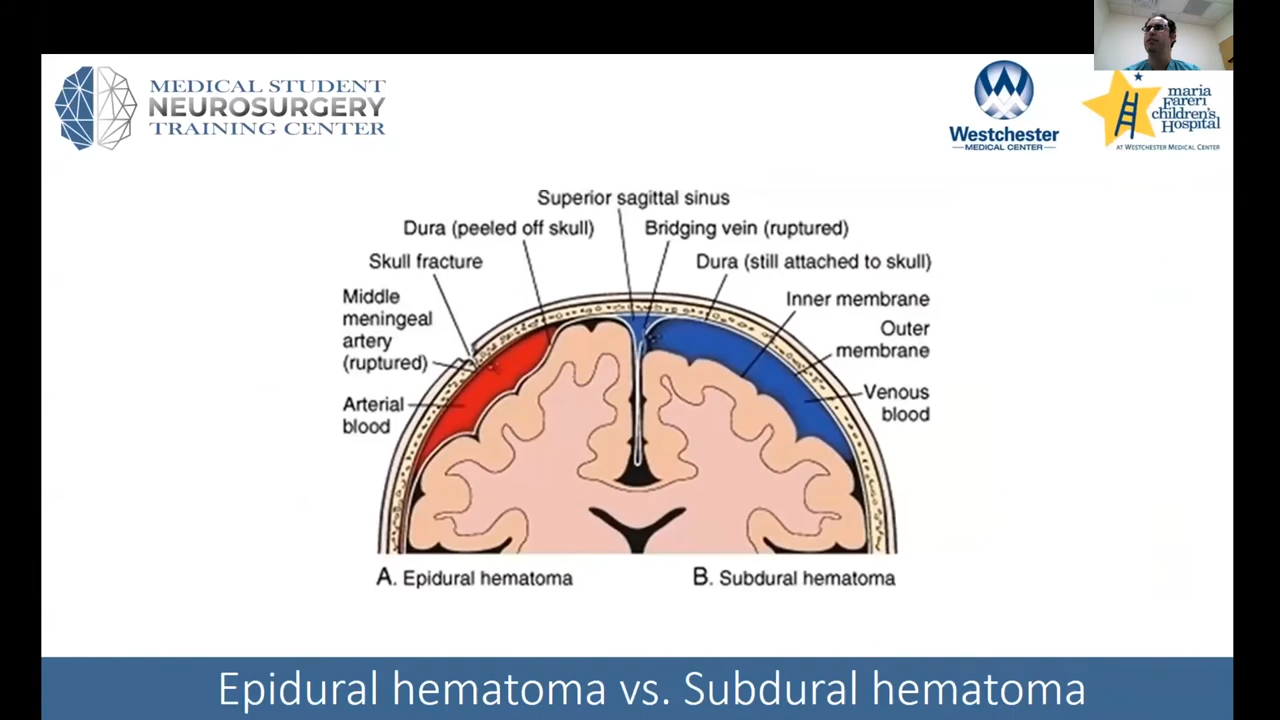 MEDICAL STUDENT
NEUROSURGERY
TRAINING CENTER
Westchester
MEDICAL CENTER
maria
fareri
children's
Hospital
AT WESTCHESTER MEDICAL CENTER
Superior sagittal sinus
Dura (peeled off skull)
Bridging vein (ruptured)
Skull fracture
Dura (still attached to skull)
Middle
meningeal
artery
(ruptured)
Inner membrane
Outer
membrane
Arterial
blood
Venous
blood
A. Epidural hematoma
B. Subdural hematoma
Epidural hematoma vs. Subdural hematoma